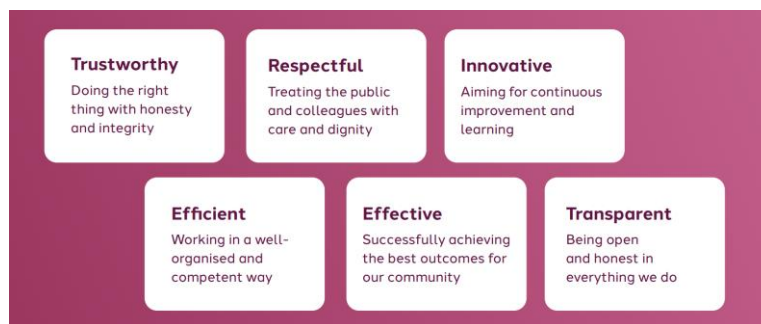 Trustworthy
Doing the right
thing with honesty
and integrity
Respectful
Treating the public
and colleagues with
care and dignity
Innovative
Aiming for continuous
improvement and
learning
Efficient
Working in a well-
organised and
competent way
Effective
Successfully achieving
the best outcomes for
our community
Transparent
Being open
and honest in
everything we do